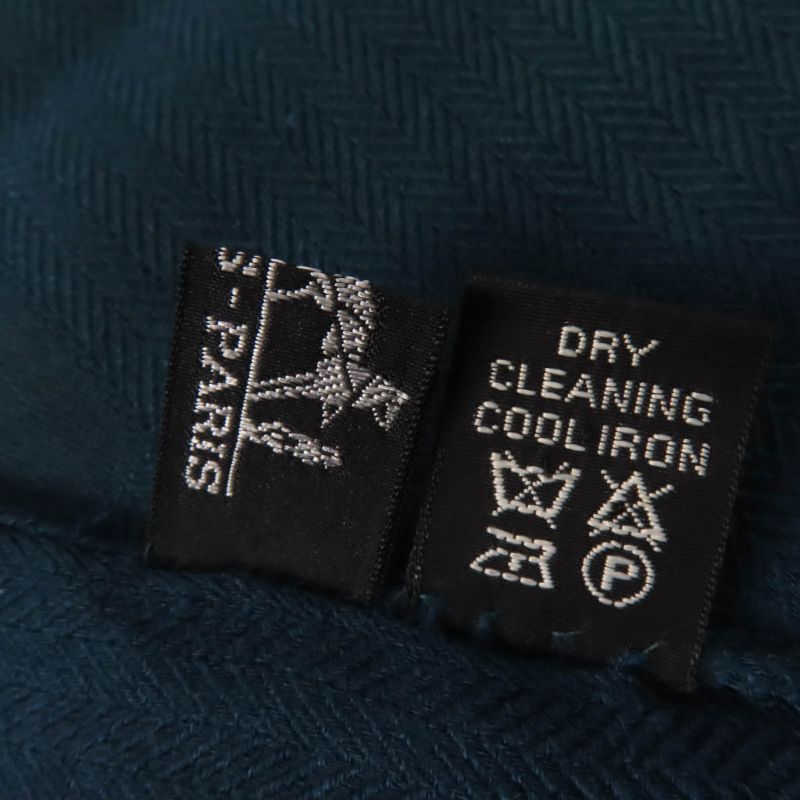 S-PARIS
DRY
CLEANING
COOL IRON
P